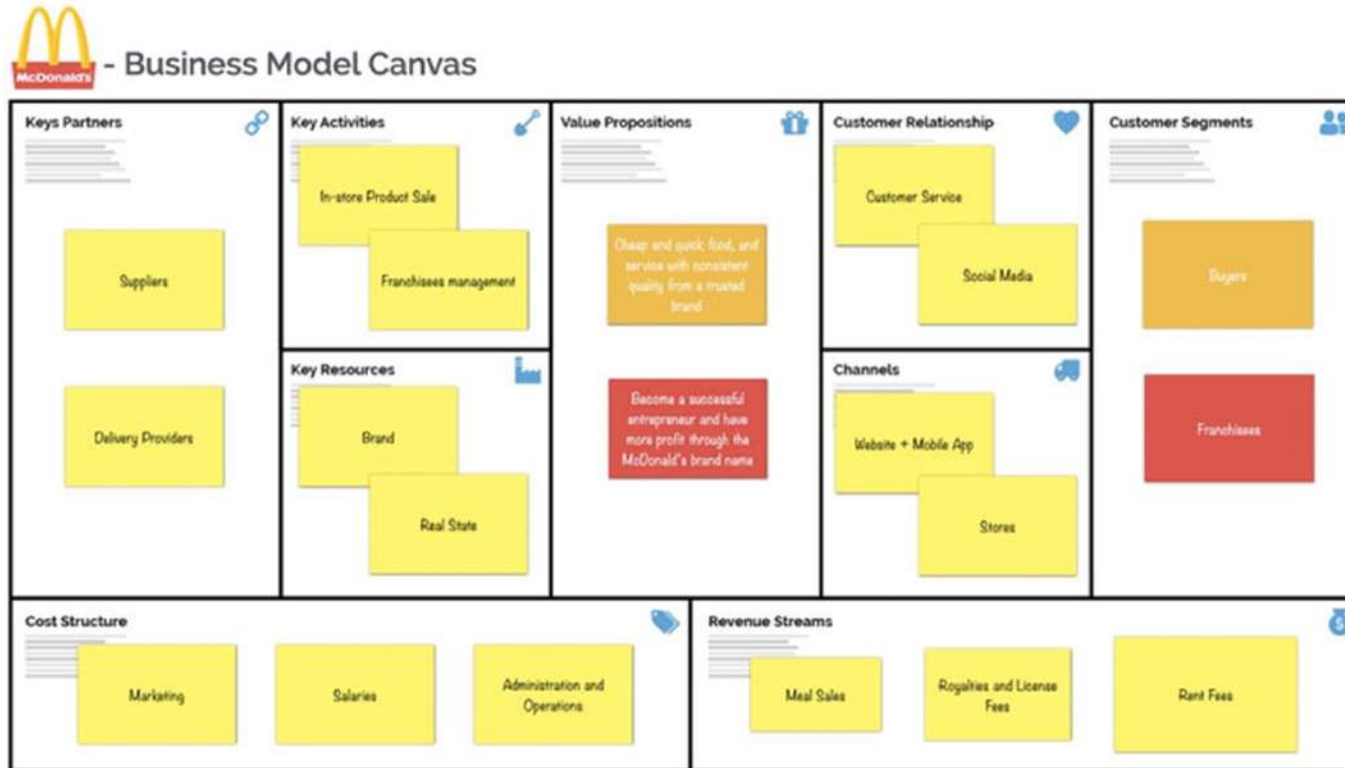 McDonald's
- Business Model Canvas
Keys Partners
Suppliers
Delivery Providers
Key Activities
In-store Product Sale
Franchisees management
Key Resources
Brand
Real State
Value Propositions
Cheap and quick food, and
service with consistent
quality from a trusted
brand
Become a successful
entrepreneur and have
more profit through the
McDonald's brand name
Customer Relationship
Customer Service
Social Media
Channels
Website + Mobile App
Stores
Customer Segments
Buyers
Franchisees
Cost Structure
Marketing
Salaries
Administration and
Operations
Revenue Streams
Meal Sales
Royalties and License
Fees
Rent Fees
$